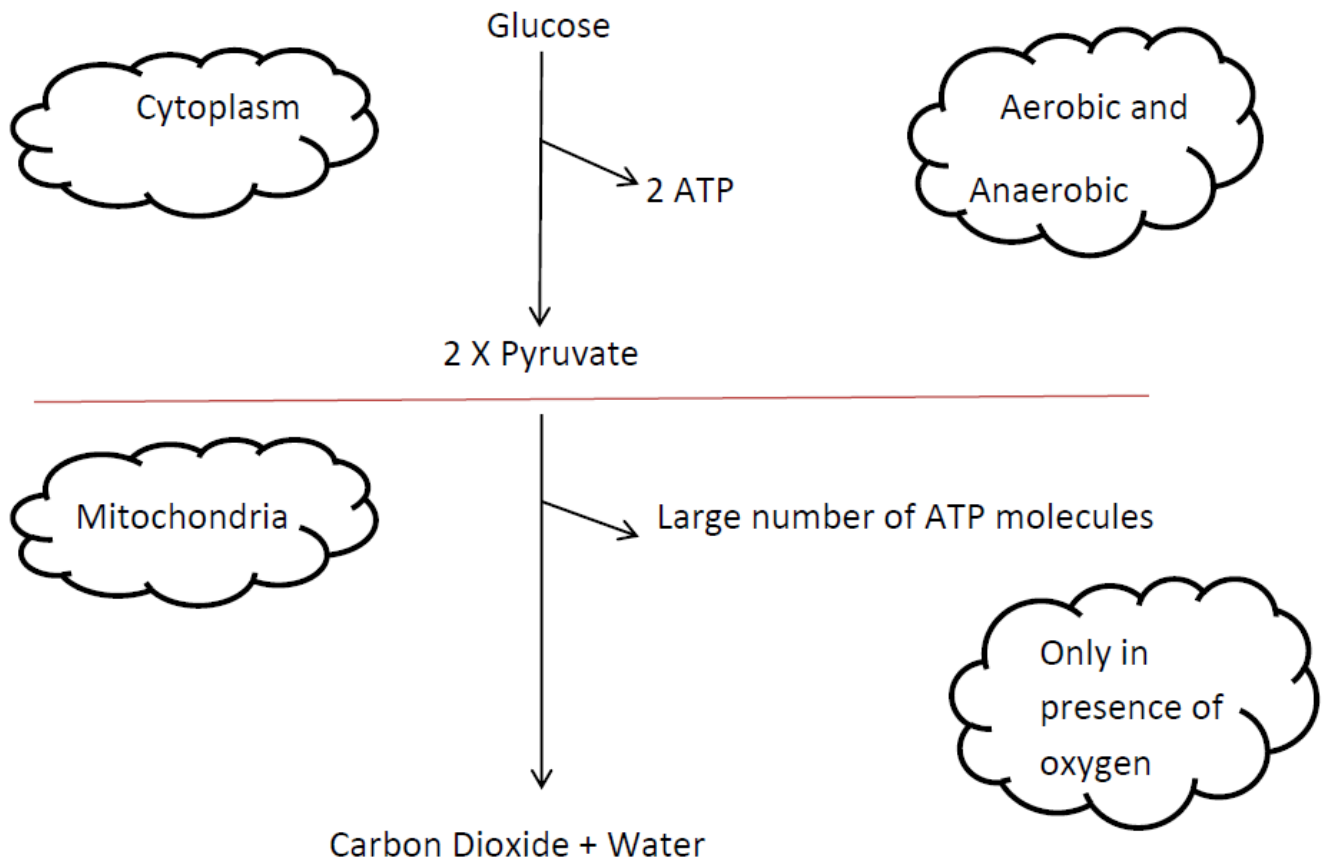 Glucose
Cytoplasm
Aerobic and
Anaerobic
2 ATP
2 X Pyruvate
Mitochondria
Large number of ATP molecules
Only in
presence of
oxygen
Carbon Dioxide + Water